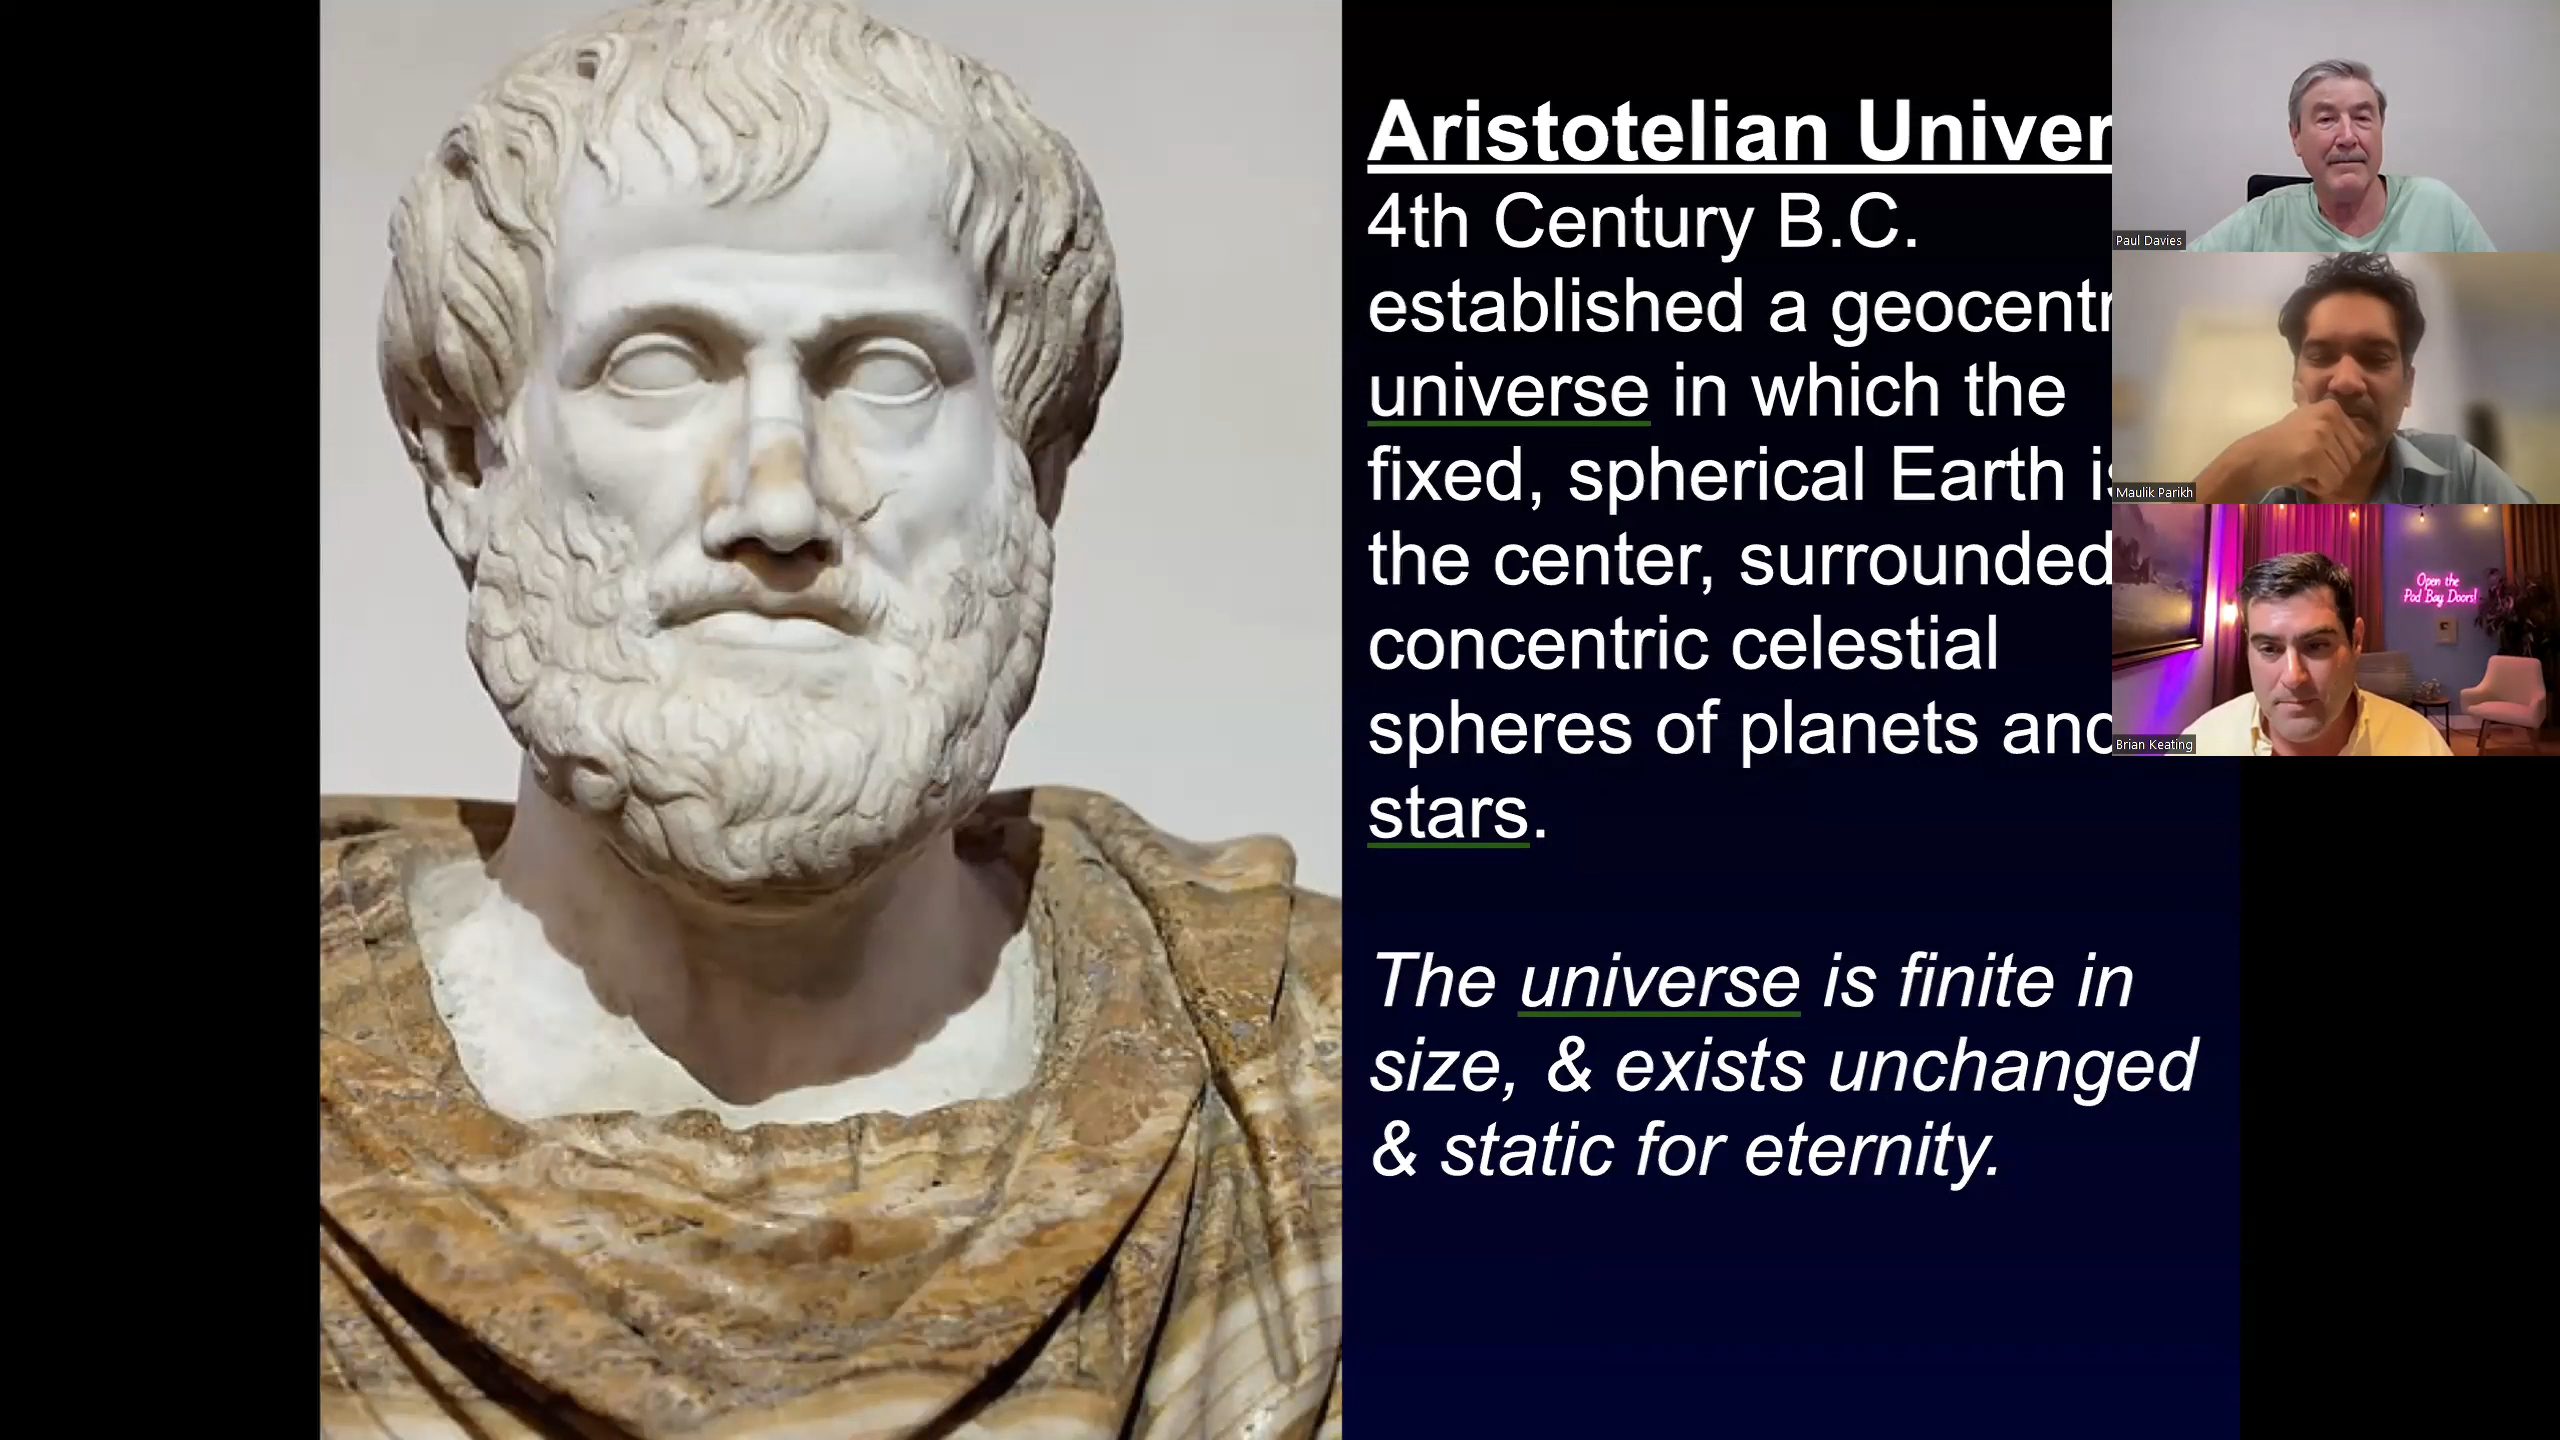 Aristotelian Univer
4th Century B.C.
established a geocentr
universe in which the
fixed, spherical Earth is
the center, surrounded
concentric celestial
spheres of planets and
stars.
The universe is finite in
size, & exists unchanged
& static for eternity.
Paul Davies
Maulik Parikh
Open the
Pod Bay Doors!
Brian Keating